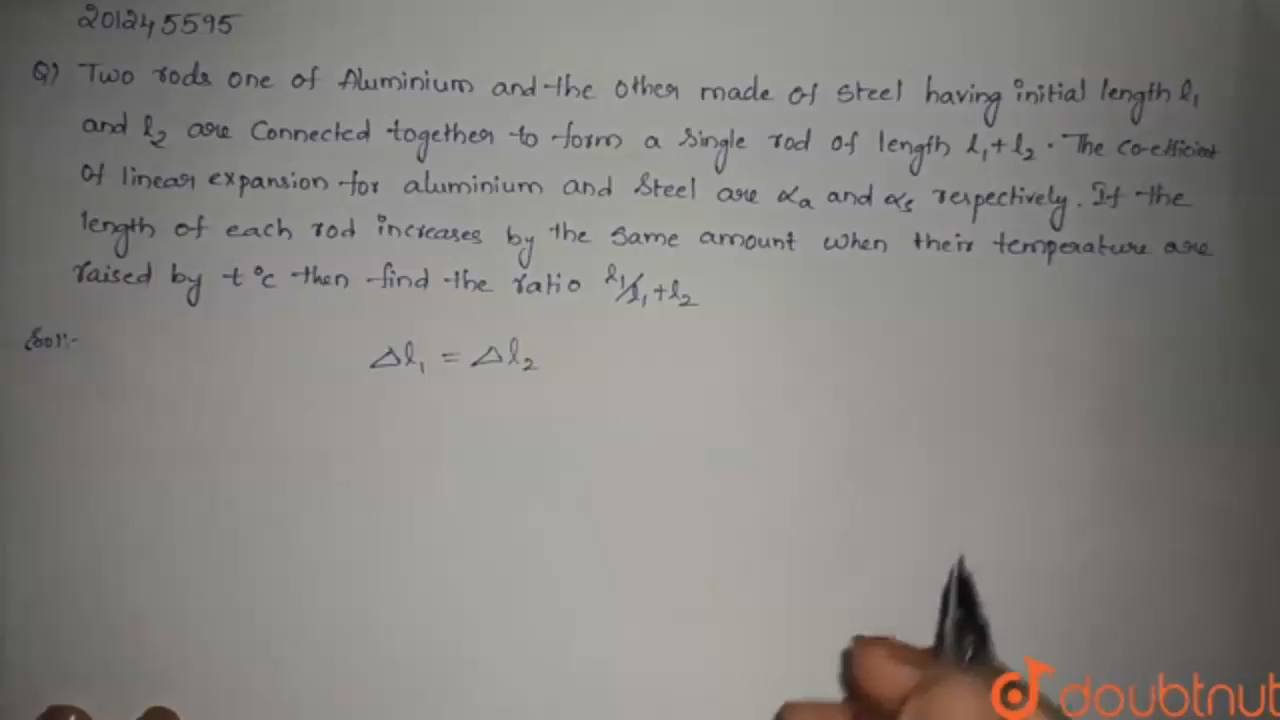 201245595
Q) Two rods one of Aluminium and the other made of steel having initial length l₁
and l₂ are connected together to form a single rod of length l₁+l₂. The co-efficient
of linear expansion for aluminium and steel are αa and αs respectively. If the
length of each rod increases by the same amount when their temperature are
raised by t°c then find the ratio l₁/l₁+l₂
Sol:-
Δl₁ = Δl₂
doubtnut